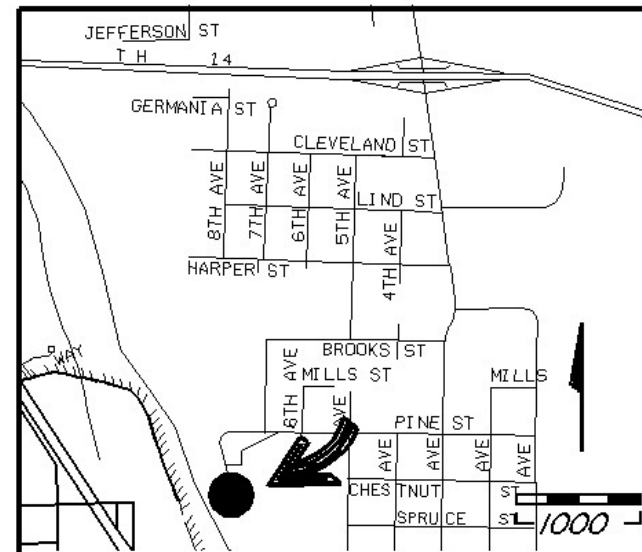 JEFFERSON ST
T H 14
GERMANIA ST
CLEVELAND ST
8TH AVE
7TH AVE
6TH AVE
5TH AVE
LIND ST
4TH AVE
HARPER ST
BROOKS ST
WAY
6TH AVE
MILLS ST
MILLS
AVE
PINE ST
AVE
AVE
AVE
AVE
CHESTNUT ST
SPRUCE ST
1000